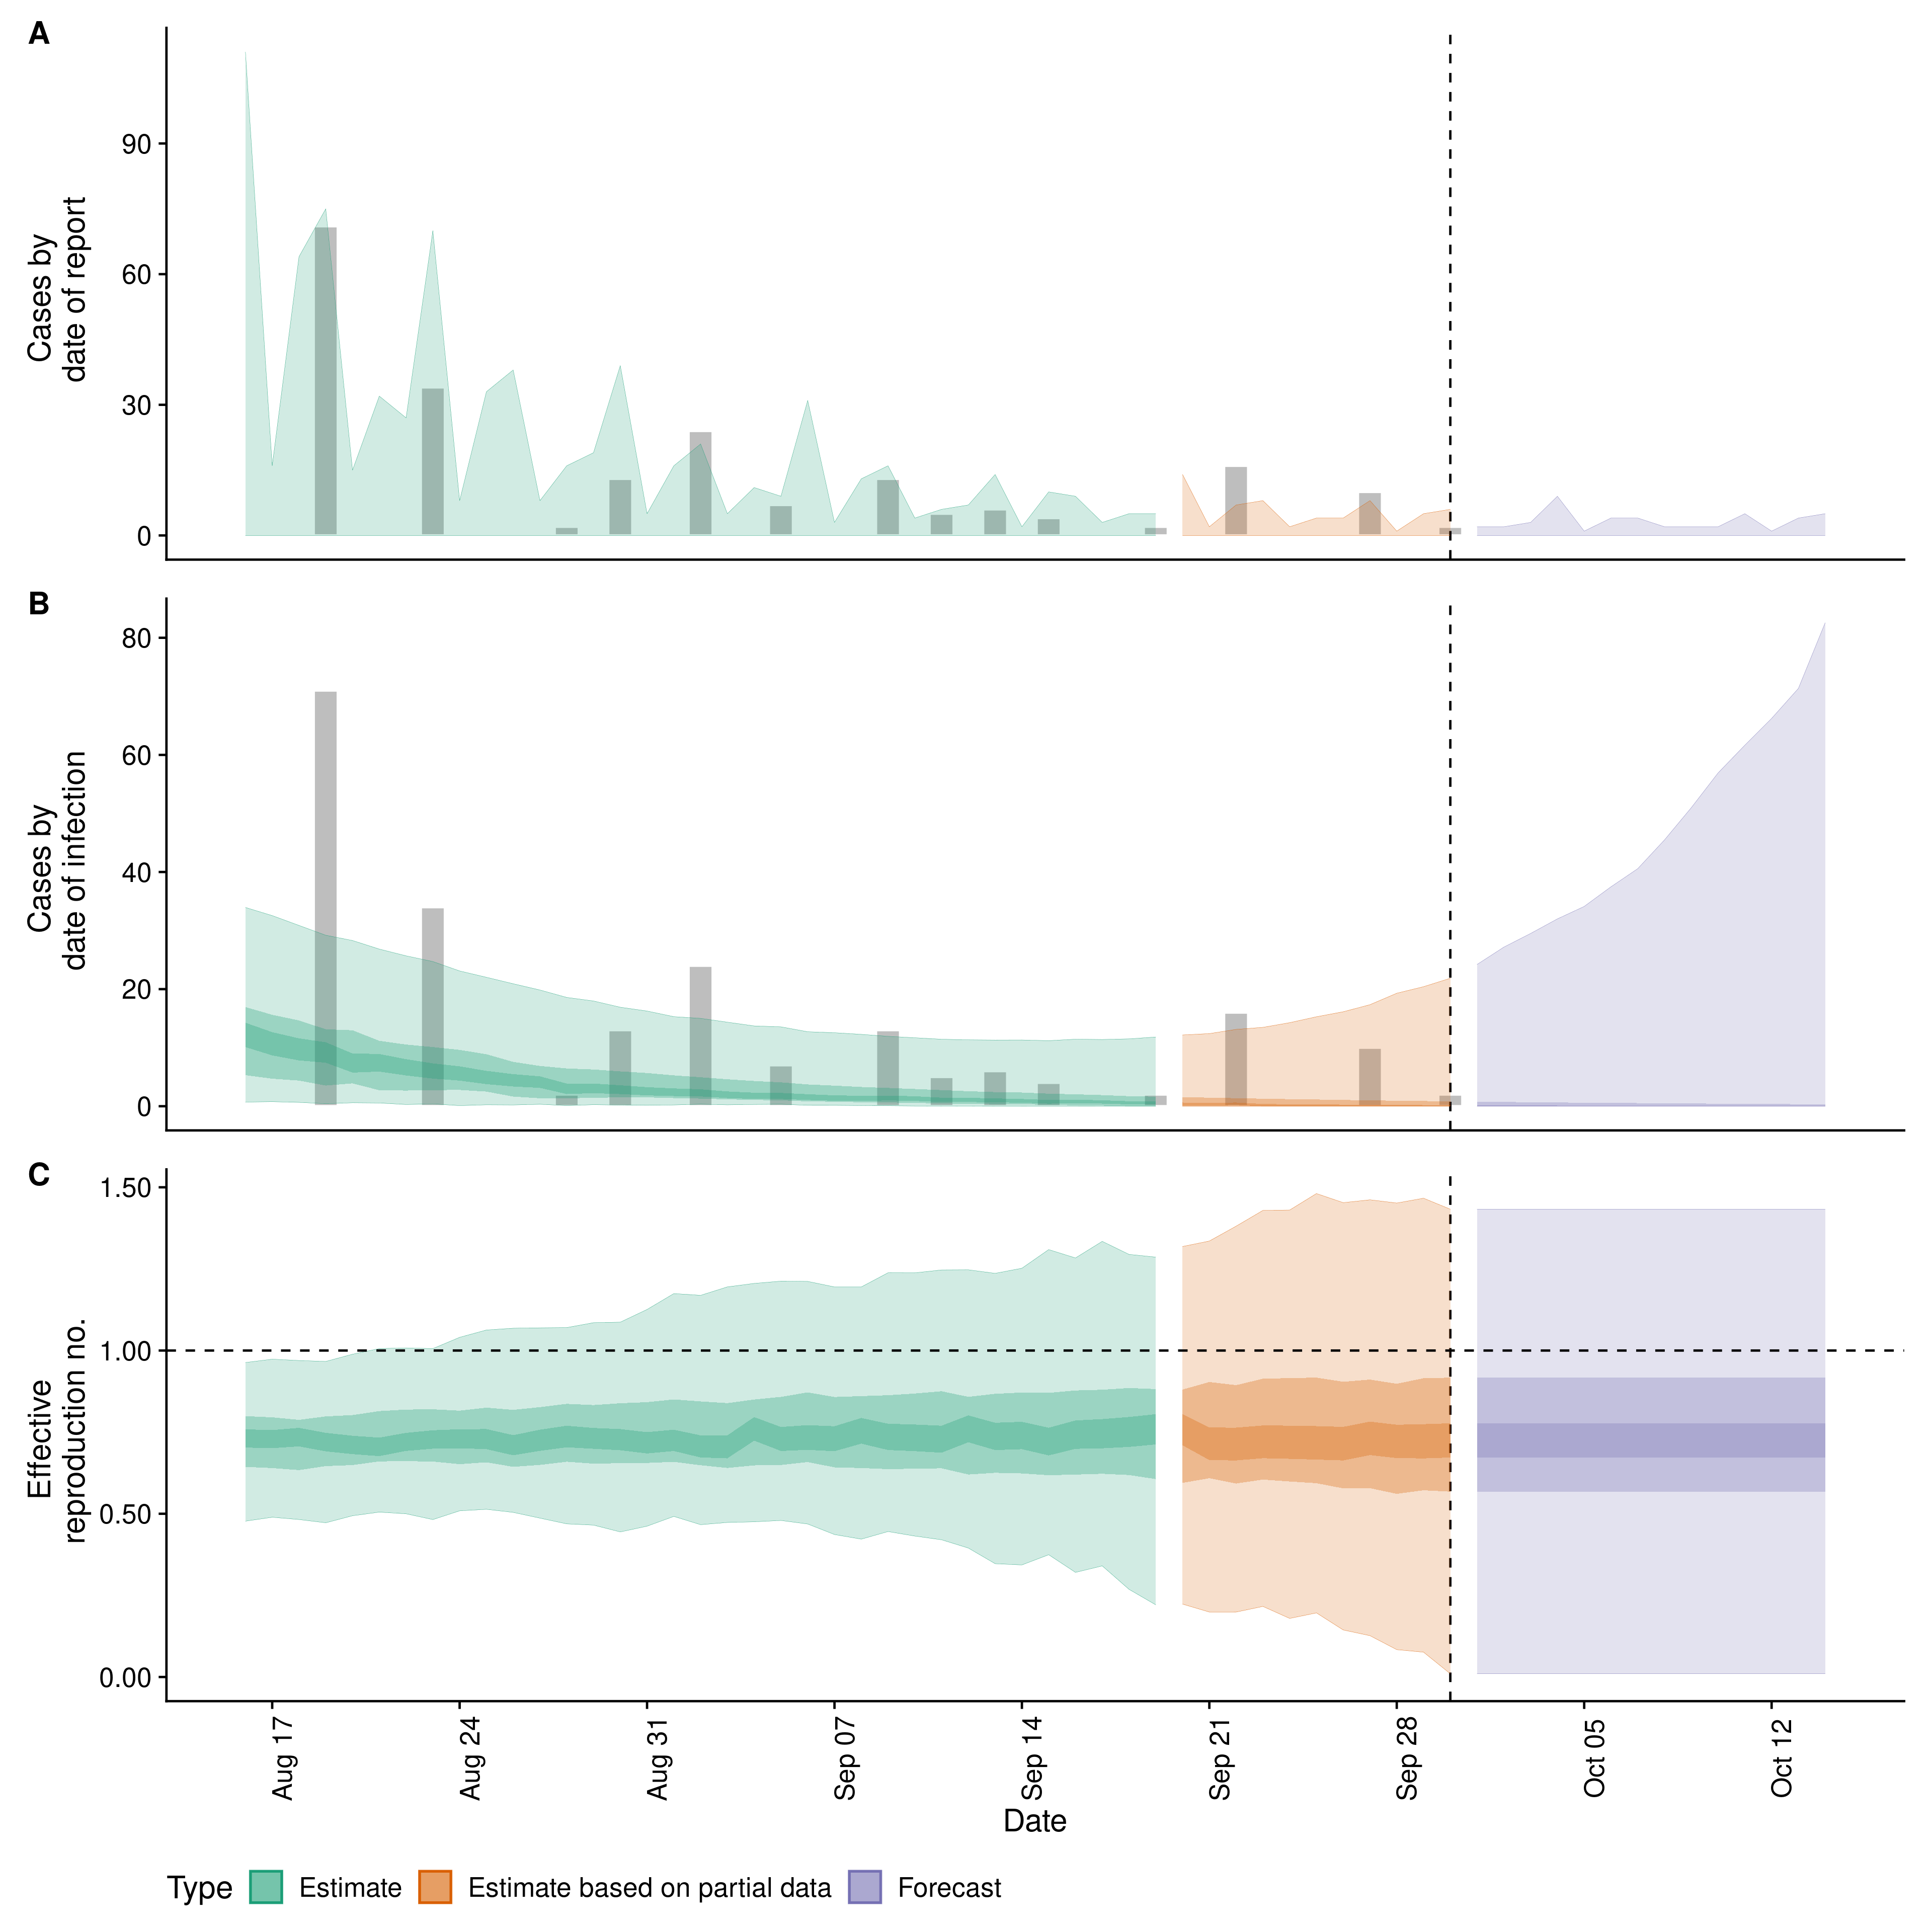 A
Cases by
date of report
90
60
30
0
B
Cases by
date of infection
80
60
40
20
0
C
Effective
reproduction no.
1.50
1.00
0.50
0.00
Aug 17
Aug 24
Aug 31
Sep 07
Sep 14
Sep 21
Sep 28
Oct 05
Oct 12
Date
Type Estimate Estimate based on partial data Forecast